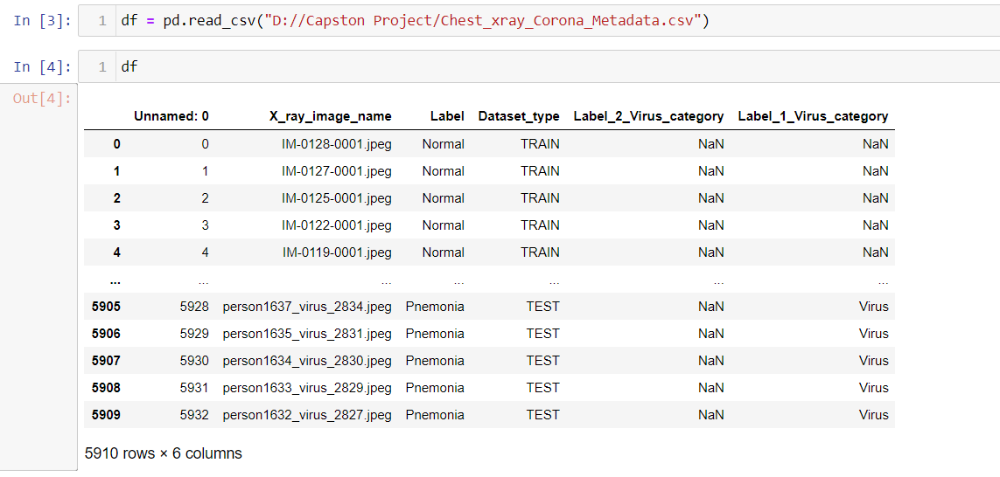 In [3]: 1 df = pd.read_csv("D://Capston Project/Chest_xray_Corona_Metadata.csv")
In [4]: 1 df
Out[4]:
Unnamed: 0 X_ray_image_name Label Dataset_type Label_2_Virus_category Label_1_Virus_category
0 0 IM-0128-0001.jpeg Normal TRAIN NaN NaN
1 1 IM-0127-0001.jpeg Normal TRAIN NaN NaN
2 2 IM-0125-0001.jpeg Normal TRAIN NaN NaN
3 3 IM-0122-0001.jpeg Normal TRAIN NaN NaN
4 4 IM-0119-0001.jpeg Normal TRAIN NaN NaN
... ... ... ... ... ... ...
5905 5928 person1637_virus_2834.jpeg Pnemonia TEST NaN Virus
5906 5929 person1635_virus_2831.jpeg Pnemonia TEST NaN Virus
5907 5930 person1634_virus_2830.jpeg Pnemonia TEST NaN Virus
5908 5931 person1633_virus_2829.jpeg Pnemonia TEST NaN Virus
5909 5932 person1632_virus_2827.jpeg Pnemonia TEST NaN Virus
5910 rows × 6 columns